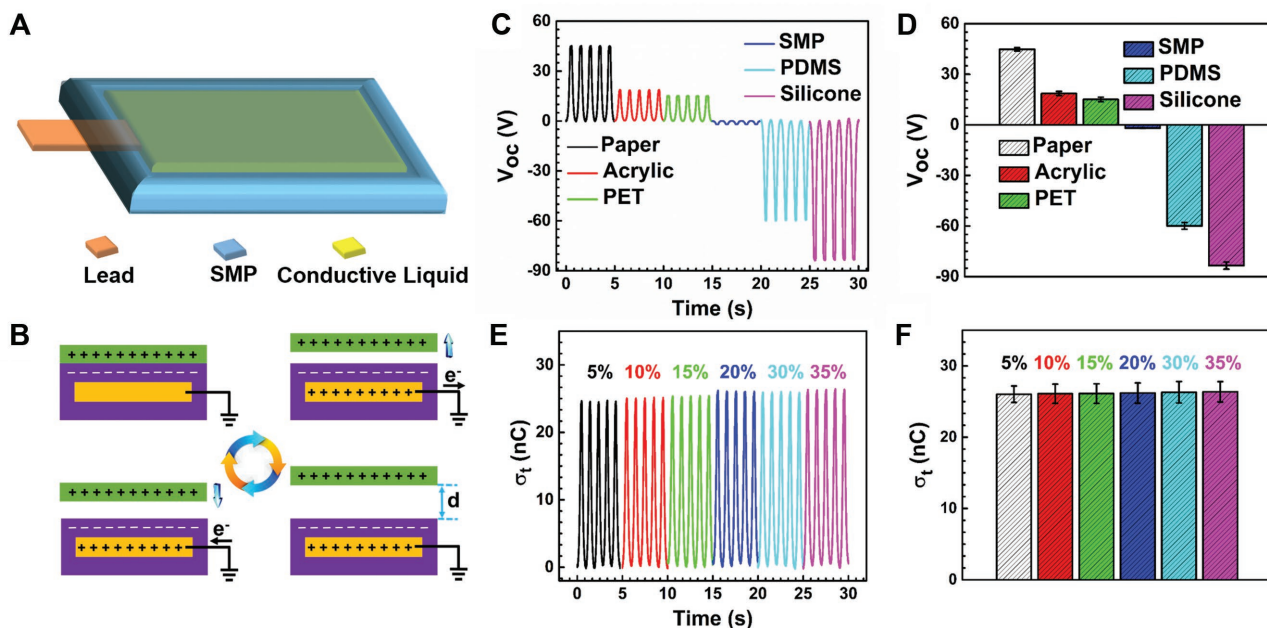 A
Lead
SMP
Conductive Liquid
B
+ + + + + + + + + +
e-
+ + + + + + + + +
+ + + + + + + + + +
+ + + + + + + + + +
e-
+ + + + + + + + +
+ + + + + + + + + +
d
+ + + + + + + + +
C
60
30
0
-30
-60
-90
Voc (V)
SMP
PDMS
Silicone
Paper
Acrylic
PET
0 5 10 15 20 25 30
Time (s)
D
60
30
0
-30
-60
-90
Voc (V)
SMP
PDMS
Silicone
Paper
Acrylic
PET
E
30
20
10
0
σt (nC)
5% 10% 15% 20% 30% 35%
0 5 10 15 20 25 30
Time (s)
F
30
20
10
0
σt (nC)
5% 10% 15% 20% 30% 35%